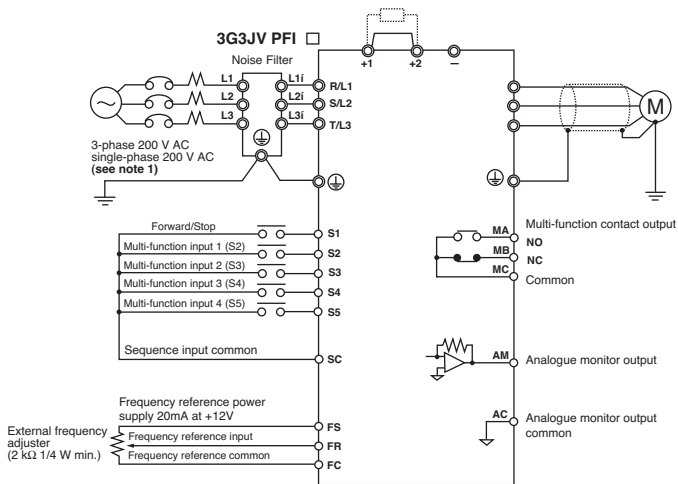 3G3JV PFI □
Noise Filter
+1
+2
–
L1
L1í
R/L1
L2
L2í
S/L2
L3
L3í
T/L3
M
3-phase 200 V AC
single-phase 200 V AC
(see note 1)
Forward/Stop
S1
Multi-function input 1 (S2)
S2
Multi-function input 2 (S3)
S3
Multi-function input 3 (S4)
S4
Multi-function input 4 (S5)
S5
Sequence input common
SC
MA
Multi-function contact output
NO
MB
NC
MC
Common
AM
Analogue monitor output
AC
Analogue monitor output
common
Frequency reference power
supply 20mA at +12V
FS
External frequency
adjuster
(2 kΩ 1/4 W min.)
Frequency reference input
FR
Frequency reference common
FC